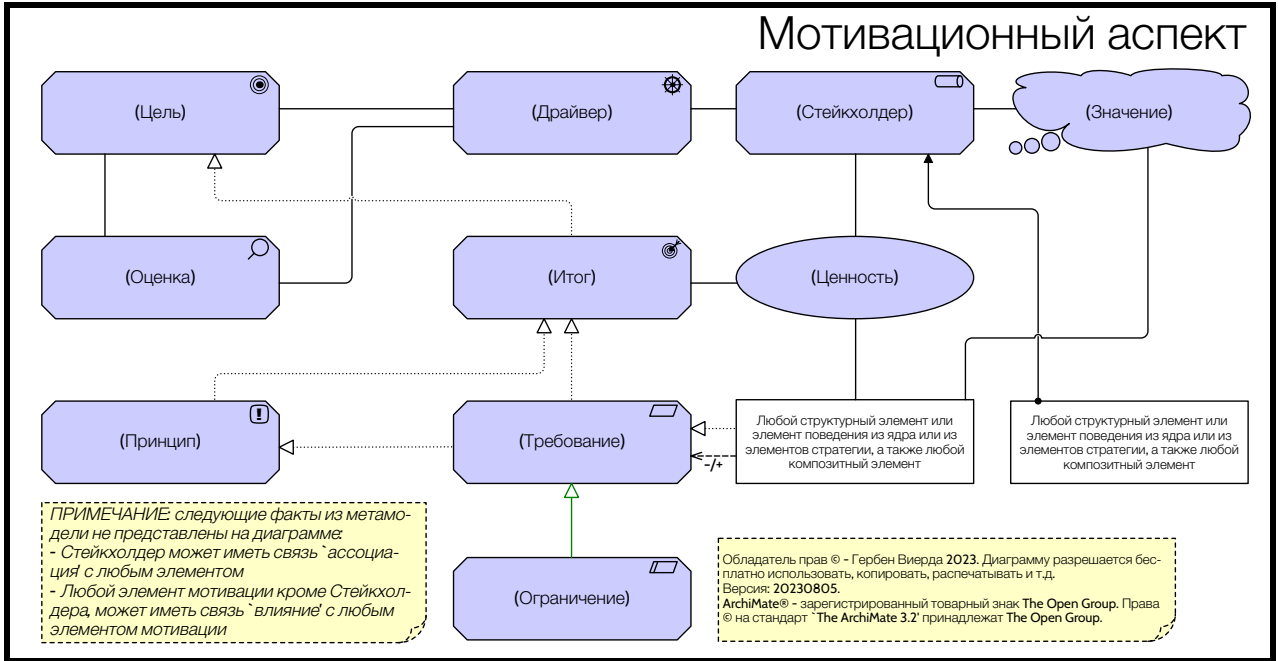 Мотивационный аспект
(Цель)
(Драйвер)
(Стейкхолдер)
(Значение)
(Оценка)
(Итог)
(Ценность)
(Принцип)
(Требование)
Любой структурный элемент или
элемент поведения из ядра или из
элементов стратегии, а также любой
композитный элемент
Любой структурный элемент или
элемент поведения из ядра или из
элементов стратегии, а также любой
композитный элемент
-/+
ПРИМЕЧАНИЕ: следующие факты из метамо-
дели не представлены на диаграмме:
- Стейкхолдер может иметь связь `ассоциа-
ция' с любым элементом
- Любой элемент мотивации кроме Стейкхол-
дера, может иметь связь `влияние' с любым
элементом мотивации
(Ограничение)
Обладатель прав © - Гербен Виерда 2023. Диаграмму разрешается бес-
платно использовать, копировать, распечатывать и т.д.
Версия: 20230805.
ArchiMate® - зарегистрированный товарный знак The Open Group. Права
© на стандарт `The ArchiMate 3.2' принадлежат The Open Group.